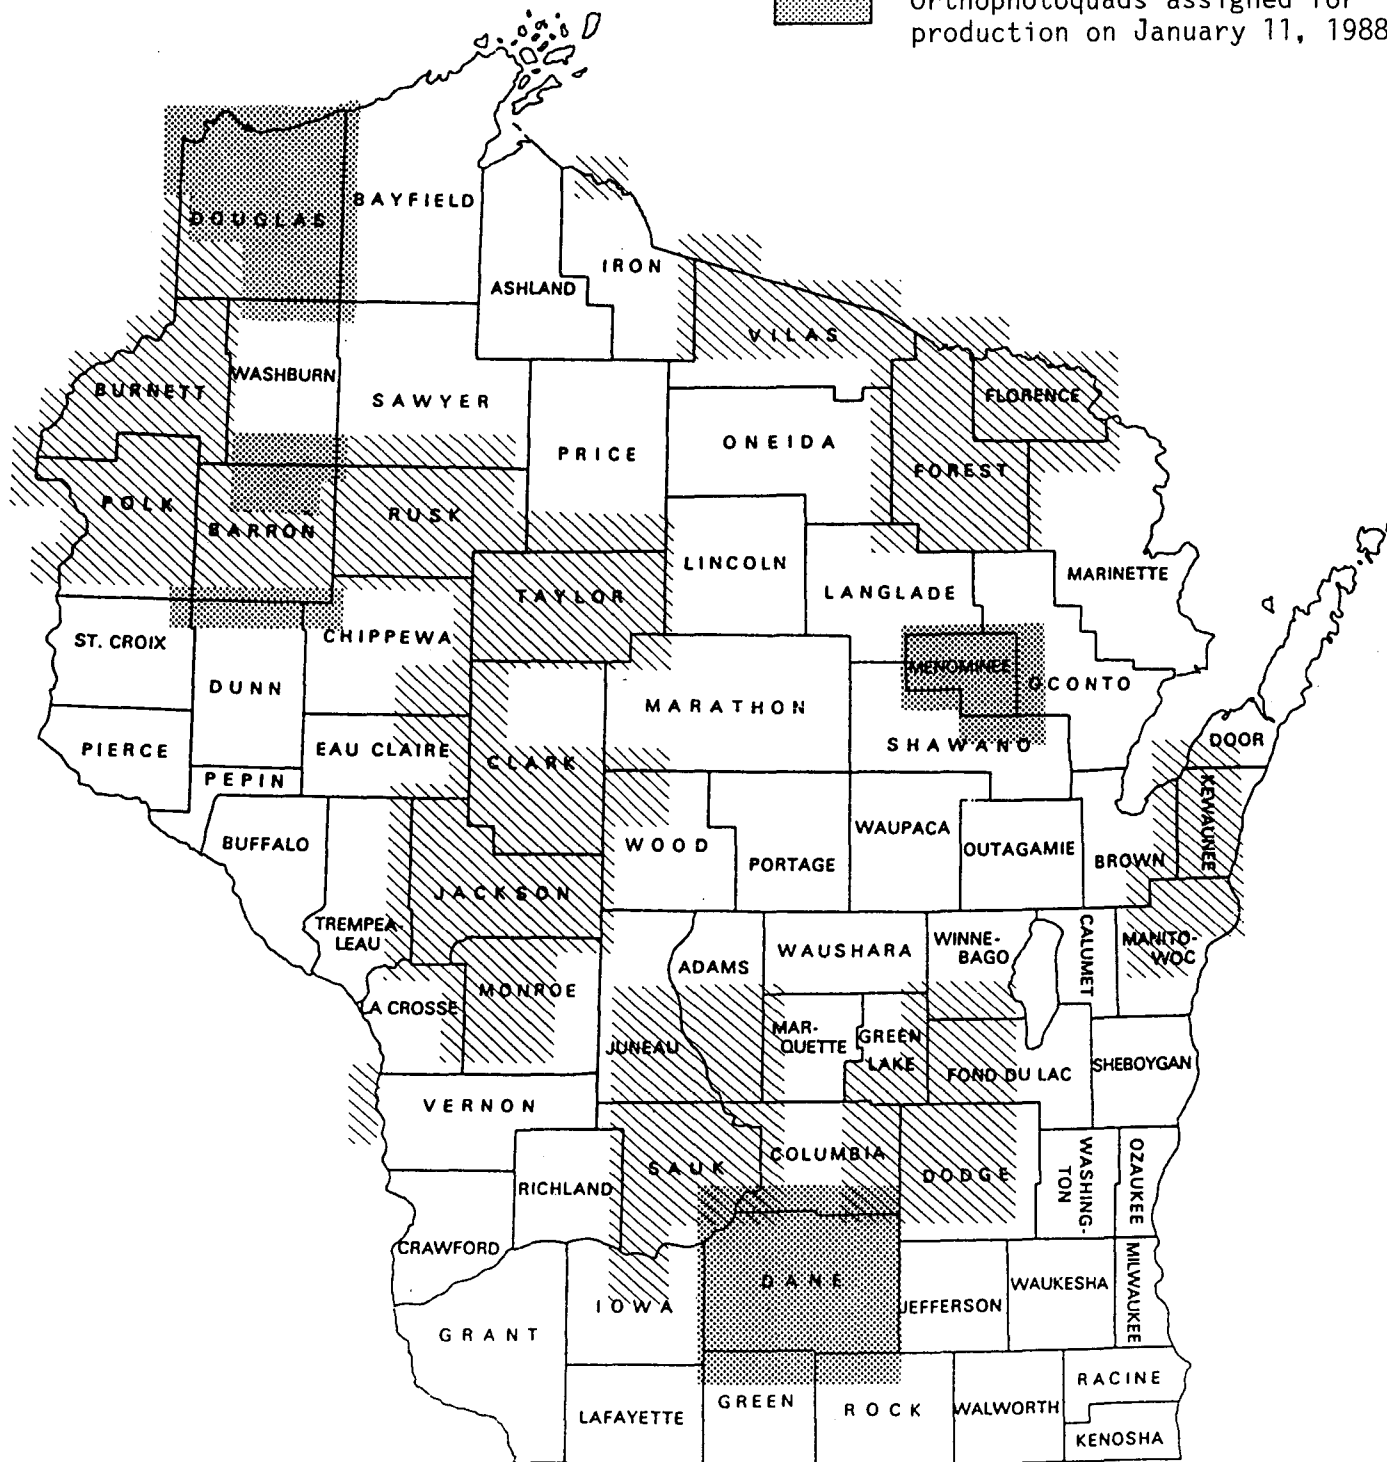 Orthophotoquads assigned for
production on January 11, 1988
BAYFIELD
DOUGLAS
IRON
ASHLAND
VILAS
WASHBURN
BURNETT
SAWYER
FLORENCE
ONEIDA
PRICE
FOREST
POLK
RUSK
BARRON
LINCOLN
MARINETTE
TAYLOR
LANGLADE
CHIPPEWA
ST. CROIX
MENOMINEE
DUNN
OCONTO
MARATHON
SHAWANO
DOOR
PIERCE
EAU CLAIRE
CLARK
PEPIN
KEWAUNEE
WAUPACA
BUFFALO
WOOD
OUTAGAMIE
PORTAGE
BROWN
JACKSON
TREMPEA-
LEAU
WAUSHARA
WINNE-
BAGO
CALUMET
MANITO-
WOC
ADAMS
MONROE
LA CROSSE
MAR-
QUETTE
GREEN
LAKE
JUNEAU
FOND DU LAC
SHEBOYGAN
VERNON
COLUMBIA
SAUK
DODGE
WASHING-
TON
OZAUKEE
RICHLAND
CRAWFORD
DANE
WAUKESHA
MILWAUKEE
IOWA
JEFFERSON
GRANT
RACINE
GREEN
ROCK
WALWORTH
LAFAYETTE
KENOSHA